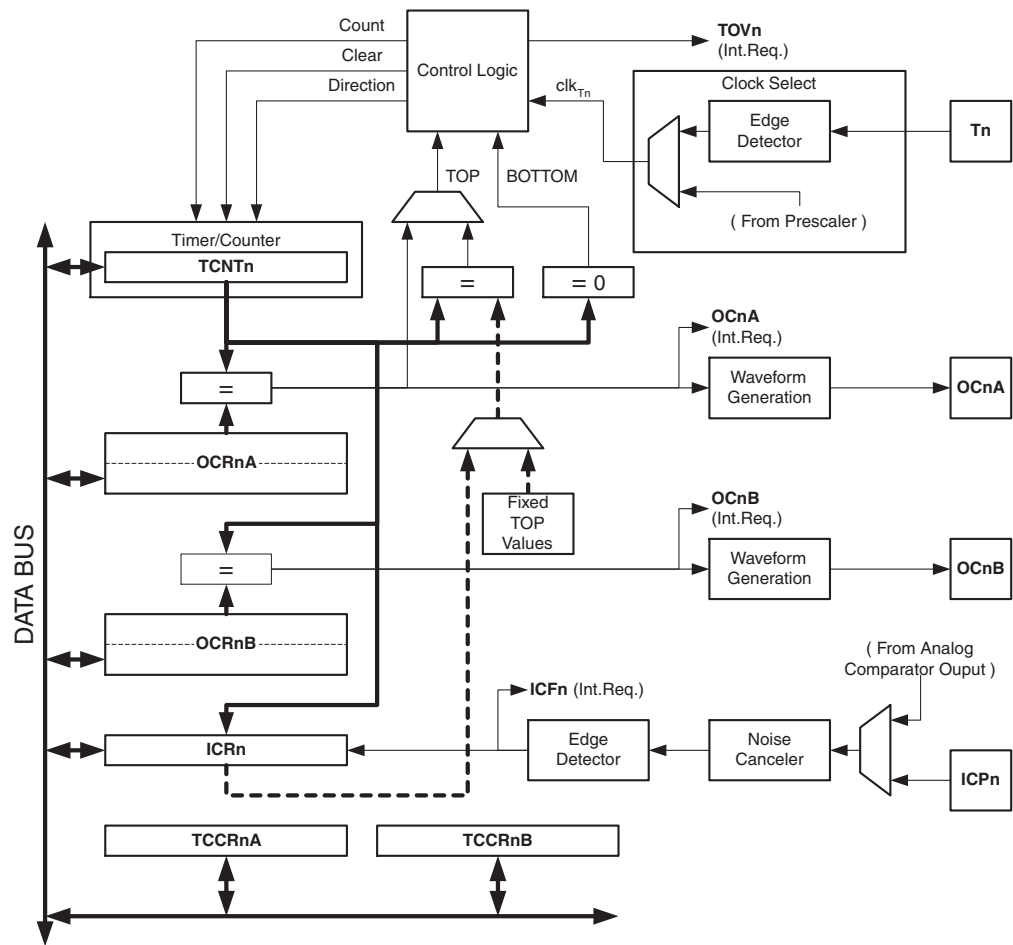 Count
Clear
Direction
Control Logic
TOVn
(Int.Req.)
clkTn
Clock Select
Edge
Detector
Tn
( From Prescaler )
TOP
BOTTOM
Timer/Counter
TCNTn
=
= 0
OCnA
(Int.Req.)
=
Waveform
Generation
OCnA
OCRnA
Fixed
TOP
Values
OCnB
(Int.Req.)
=
Waveform
Generation
OCnB
OCRnB
DATA BUS
( From Analog
Comparator Ouput )
ICFn (Int.Req.)
ICRn
Edge
Detector
Noise
Canceler
ICPn
TCCRnA
TCCRnB